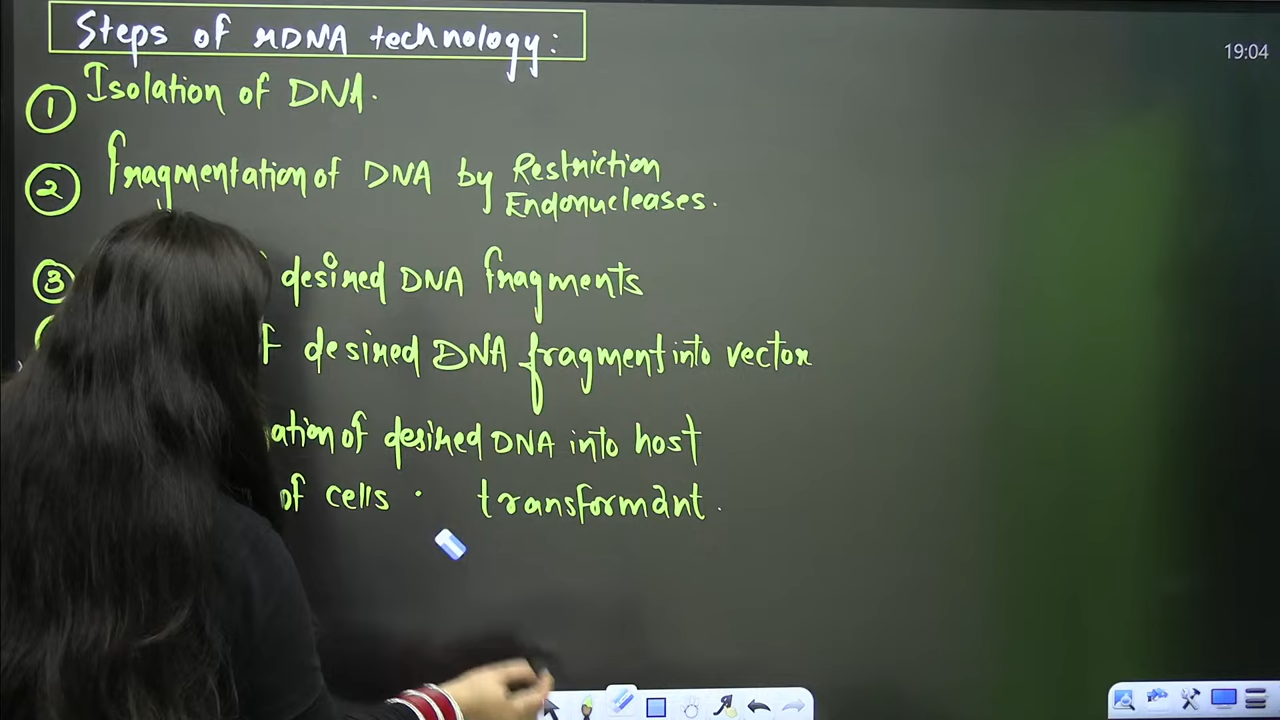 Steps of rDNA technology:
19:04
1 Isolation of DNA.
2 Fragmentation of DNA by Restriction
Endonucleases.
3 desired DNA fragments
desired DNA fragment into vector
of desired DNA into host
of cells. transformant.